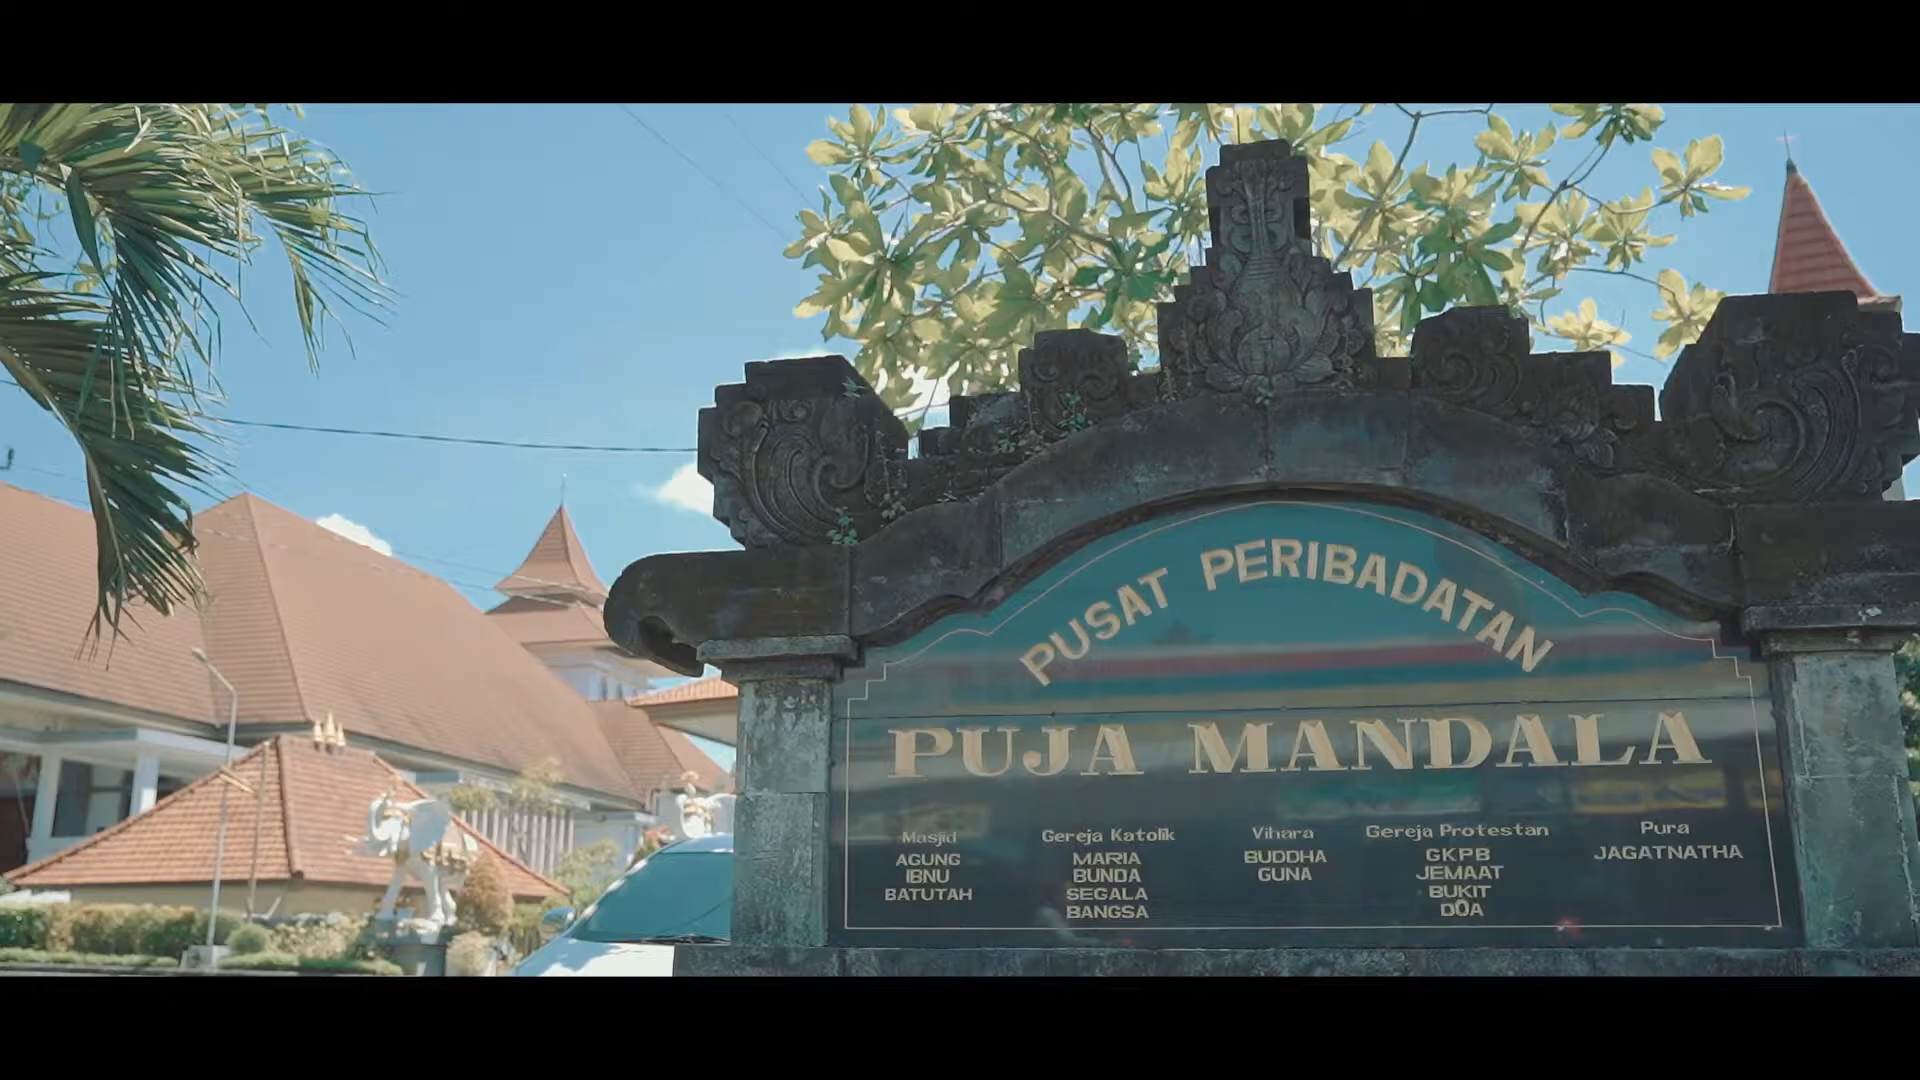 PUSAT PERIBADATAN
PUJA MANDALA
Masjid
AGUNG
IBNU
BATUTAH
Gereja Katolik
MARIA
BUNDA
SEGALA
BANGSA
Vihara
BUDDHA
GUNA
Gereja Protestan
GKPB
JEMAAT
BUKIT
DOA
Pura
JAGATNATHA